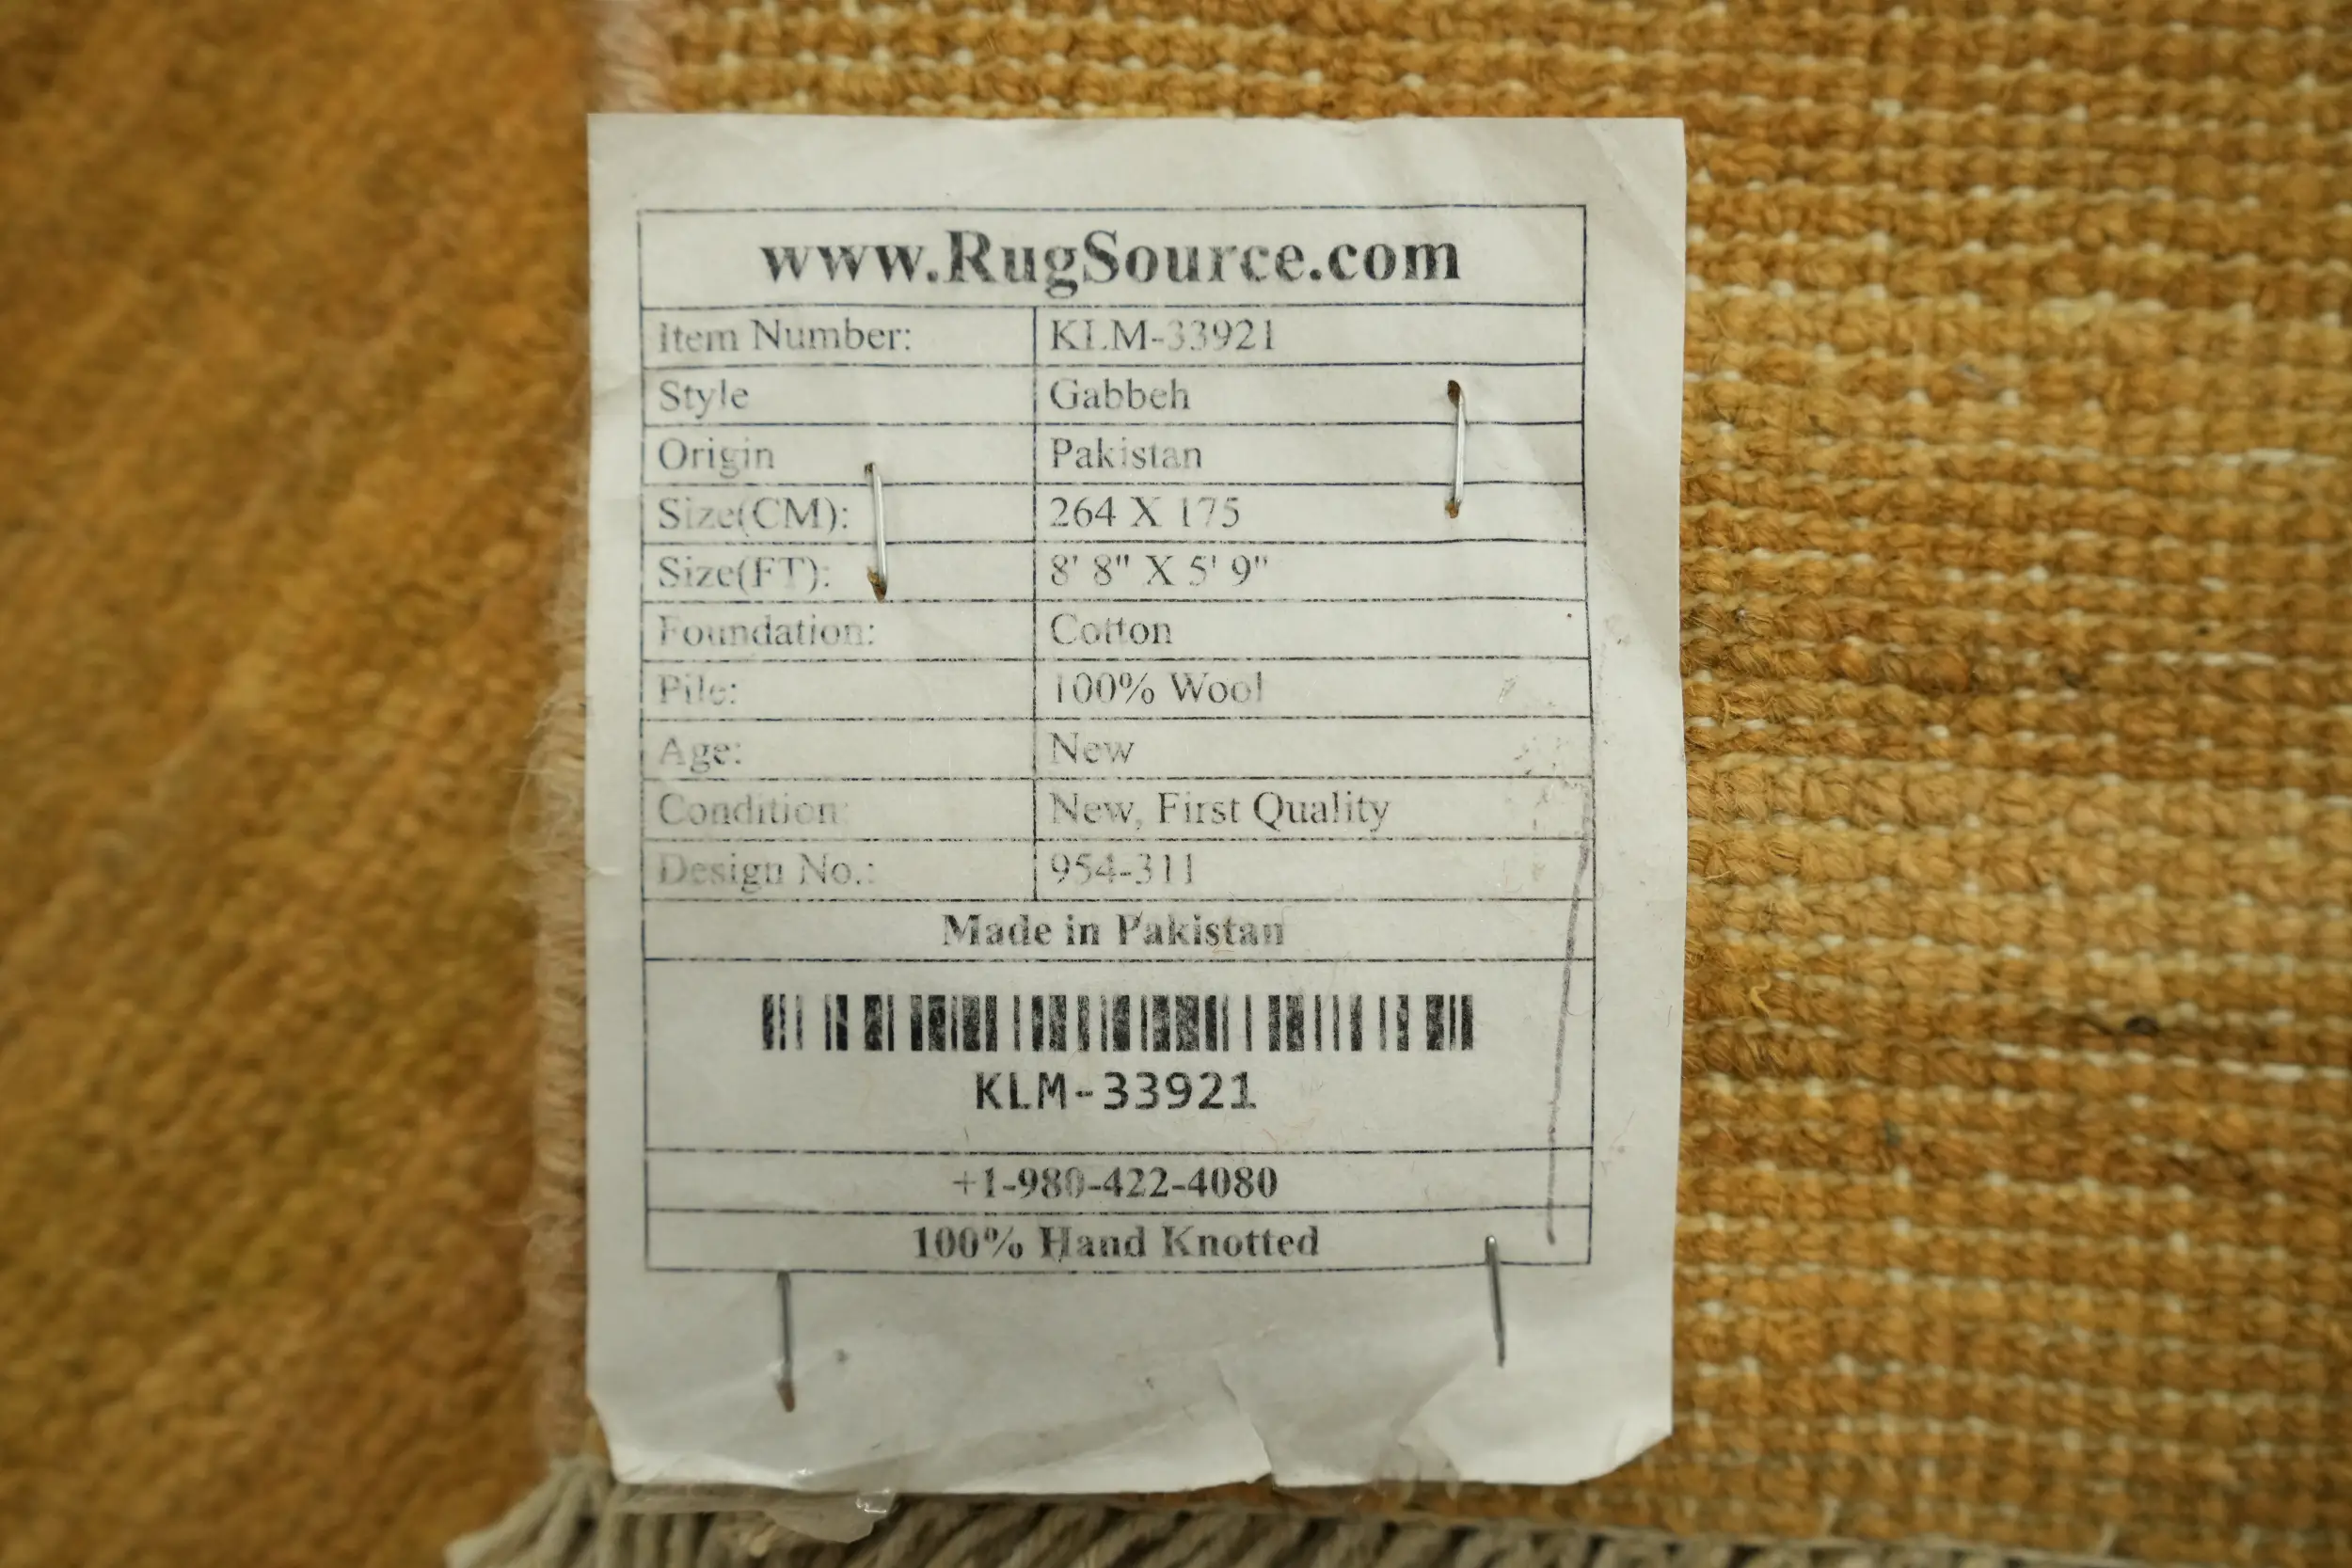 www.RugSource.com
Item Number: KLM-33921
Style Gabbeh
Origin Pakistan
Size(CM): 264 X 175
Size(FT): 8' 8" X 5' 9"
Foundation: Cotton
Pile: 100% Wool
Age: New
Condition: New, First Quality
Design No.: 954-311
Made in Pakistan
KLM-33921
+1-980-422-4080
100% Hand Knotted